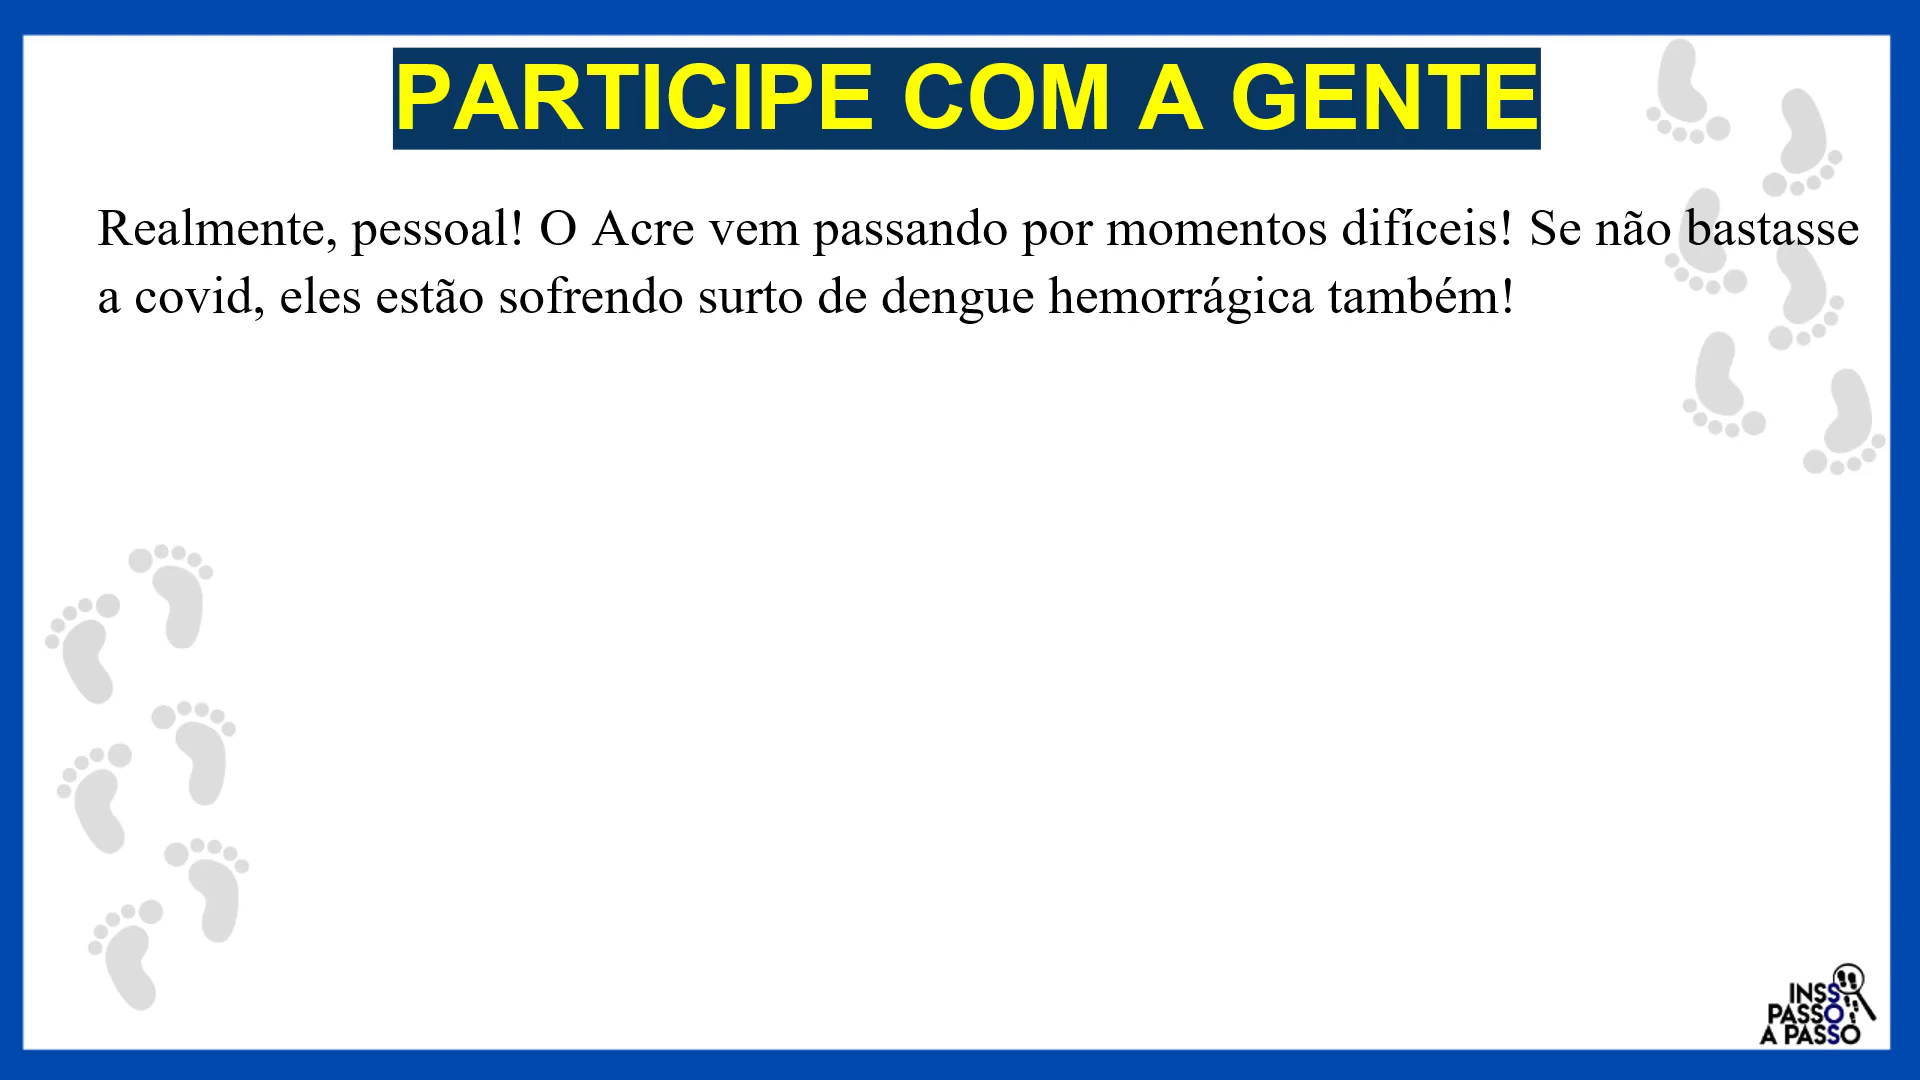 PARTICIPE COM A GENTE
Realmente, pessoal! O Acre vem passando por momentos difíceis! Se não bastasse
a covid, eles estão sofrendo surto de dengue hemorrágica também!
INSS
PASSO
A PASSO